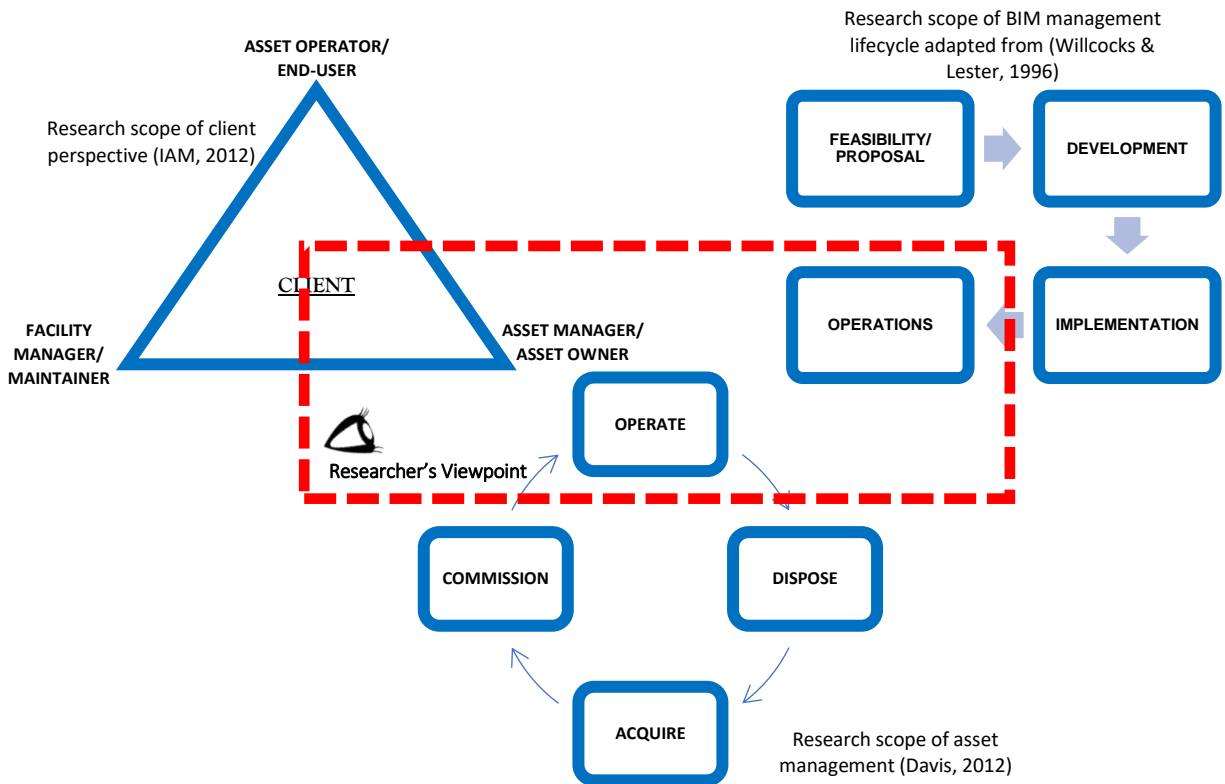 ASSET OPERATOR/
END-USER
Research scope of client
perspective (IAM, 2012)
CLIENT
FACILITY
MANAGER/
MAINTAINER
ASSET MANAGER/
ASSET OWNER
Research scope of BIM management
lifecycle adapted from (Willcocks &
Lester, 1996)
FEASIBILITY/
PROPOSAL
DEVELOPMENT
OPERATIONS
IMPLEMENTATION
Researcher's Viewpoint
OPERATE
COMMISSION
DISPOSE
ACQUIRE
Research scope of asset
management (Davis, 2012)